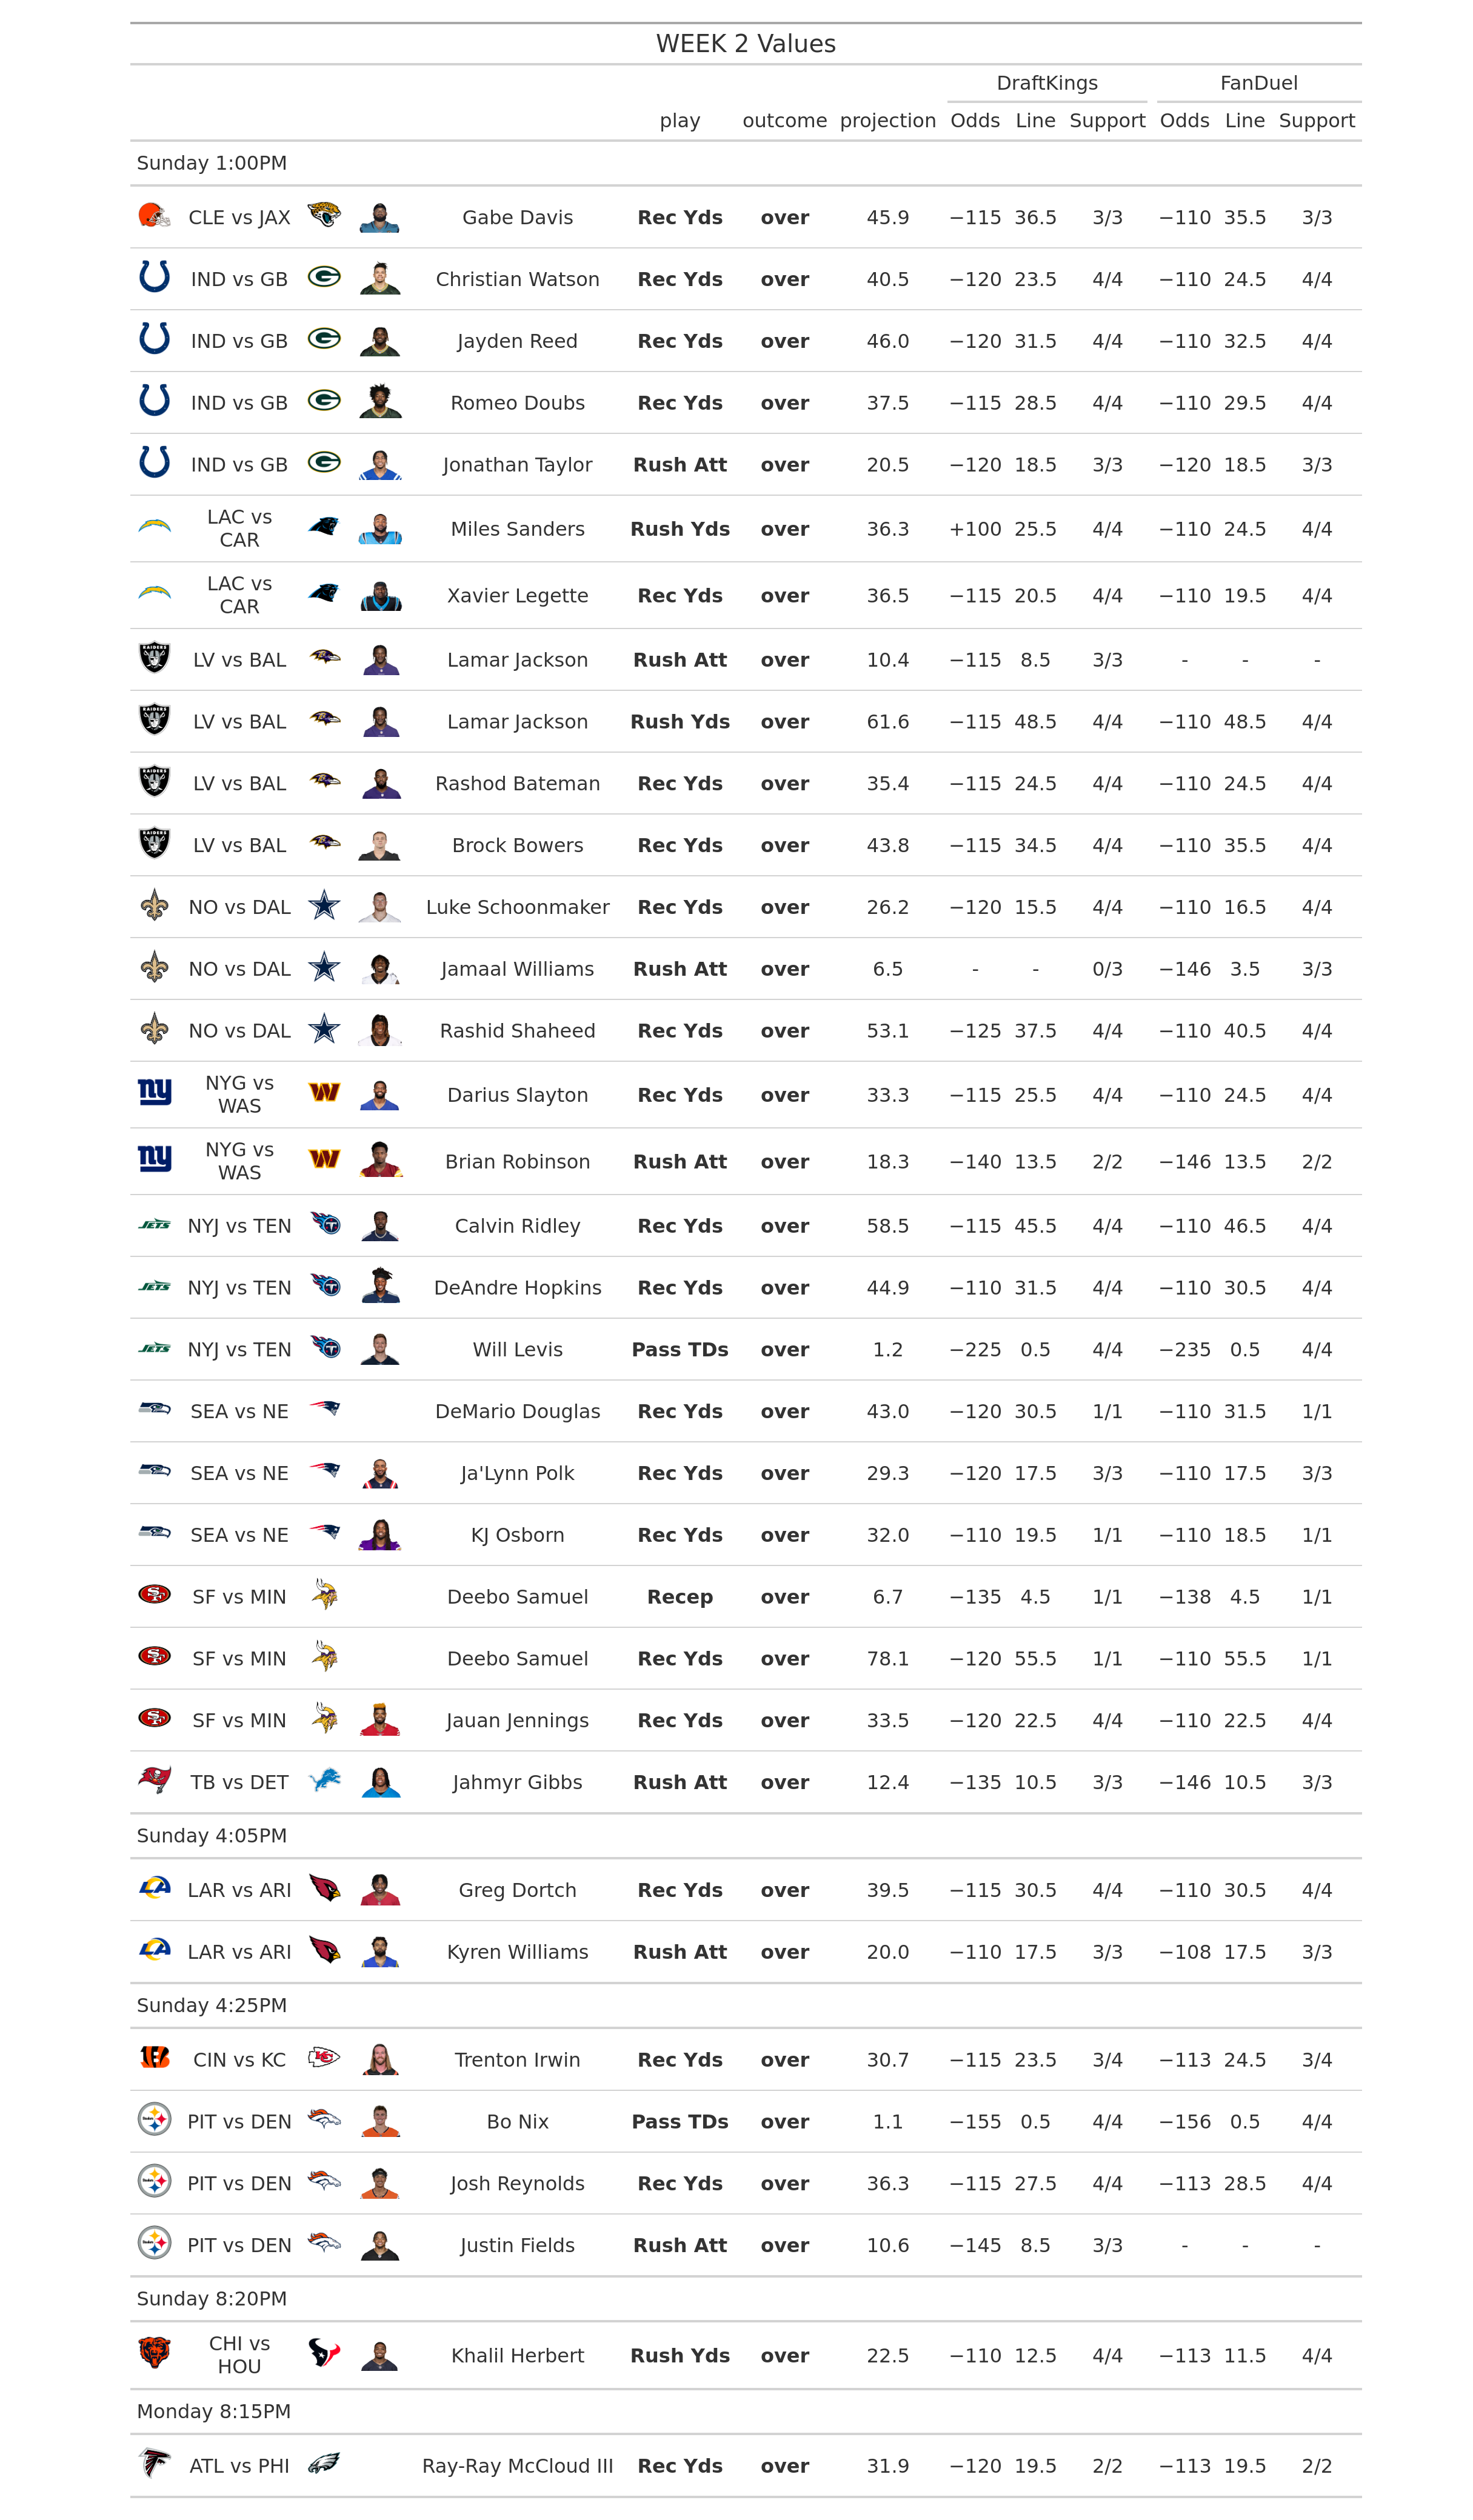 WEEK 2 Values
DraftKings FanDuel
play outcome projection Odds Line Support Odds Line Support
Sunday 1:00PM
CLE vs JAX Gabe Davis Rec Yds over 45.9 −115 36.5 3/3 −110 35.5 3/3
IND vs GB Christian Watson Rec Yds over 40.5 −120 23.5 4/4 −110 24.5 4/4
IND vs GB Jayden Reed Rec Yds over 46.0 −120 31.5 4/4 −110 32.5 4/4
IND vs GB Romeo Doubs Rec Yds over 37.5 −115 28.5 4/4 −110 29.5 4/4
IND vs GB Jonathan Taylor Rush Att over 20.5 −120 18.5 3/3 −120 18.5 3/3
LAC vs
CAR Miles Sanders Rush Yds over 36.3 +100 25.5 4/4 −110 24.5 4/4
LAC vs
CAR Xavier Legette Rec Yds over 36.5 −115 20.5 4/4 −110 19.5 4/4
RAIDERS LV vs BAL Lamar Jackson Rush Att over 10.4 −115 8.5 3/3 - - -
RAIDERS LV vs BAL Lamar Jackson Rush Yds over 61.6 −115 48.5 4/4 −110 48.5 4/4
RAIDERS LV vs BAL Rashod Bateman Rec Yds over 35.4 −115 24.5 4/4 −110 24.5 4/4
RAIDERS LV vs BAL Brock Bowers Rec Yds over 43.8 −115 34.5 4/4 −110 35.5 4/4
NO vs DAL Luke Schoonmaker Rec Yds over 26.2 −120 15.5 4/4 −110 16.5 4/4
NO vs DAL Jamaal Williams Rush Att over 6.5 - - 0/3 −146 3.5 3/3
NO vs DAL Rashid Shaheed Rec Yds over 53.1 −125 37.5 4/4 −110 40.5 4/4
ny NYG vs
WAS W Darius Slayton Rec Yds over 33.3 −115 25.5 4/4 −110 24.5 4/4
ny NYG vs
WAS W Brian Robinson Rush Att over 18.3 −140 13.5 2/2 −146 13.5 2/2
JETS NYJ vs TEN Calvin Ridley Rec Yds over 58.5 −115 45.5 4/4 −110 46.5 4/4
JETS NYJ vs TEN DeAndre Hopkins Rec Yds over 44.9 −110 31.5 4/4 −110 30.5 4/4
JETS NYJ vs TEN Will Levis Pass TDs over 1.2 −225 0.5 4/4 −235 0.5 4/4
SEA vs NE DeMario Douglas Rec Yds over 43.0 −120 30.5 1/1 −110 31.5 1/1
SEA vs NE Ja'Lynn Polk Rec Yds over 29.3 −120 17.5 3/3 −110 17.5 3/3
SEA vs NE KJ Osborn Rec Yds over 32.0 −110 19.5 1/1 −110 18.5 1/1
SF SF vs MIN Deebo Samuel Recep over 6.7 −135 4.5 1/1 −138 4.5 1/1
SF SF vs MIN Deebo Samuel Rec Yds over 78.1 −120 55.5 1/1 −110 55.5 1/1
SF SF vs MIN Jauan Jennings Rec Yds over 33.5 −120 22.5 4/4 −110 22.5 4/4
TB vs DET Jahmyr Gibbs Rush Att over 12.4 −135 10.5 3/3 −146 10.5 3/3
Sunday 4:05PM
LA LAR vs ARI Greg Dortch Rec Yds over 39.5 −115 30.5 4/4 −110 30.5 4/4
LA LAR vs ARI Kyren Williams Rush Att over 20.0 −110 17.5 3/3 −108 17.5 3/3
Sunday 4:25PM
CIN vs KC KC Trenton Irwin Rec Yds over 30.7 −115 23.5 3/4 −113 24.5 3/4
PIT vs DEN Bo Nix Pass TDs over 1.1 −155 0.5 4/4 −156 0.5 4/4
PIT vs DEN Josh Reynolds Rec Yds over 36.3 −115 27.5 4/4 −113 28.5 4/4
PIT vs DEN Justin Fields Rush Att over 10.6 −145 8.5 3/3 - - -
Sunday 8:20PM
CHI vs
HOU Khalil Herbert Rush Yds over 22.5 −110 12.5 4/4 −113 11.5 4/4
Monday 8:15PM
ATL vs PHI Ray-Ray McCloud III Rec Yds over 31.9 −120 19.5 2/2 −113 19.5 2/2